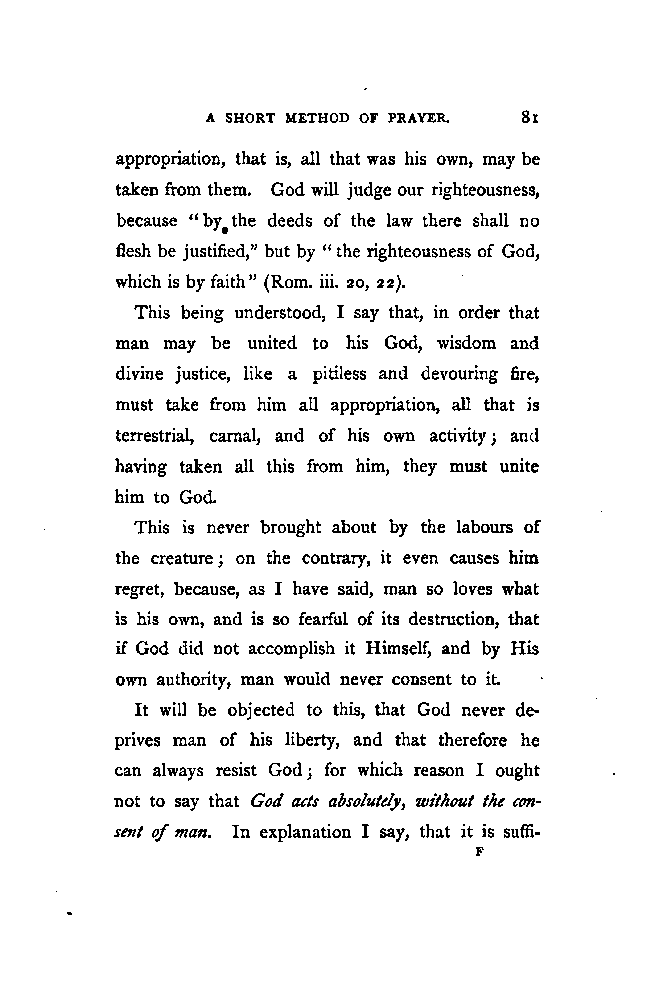 A SHORT METHOD OF PRAYER. 81
appropriation, that is, all that was his own, may be
taken from them. God will judge our righteousness,
because “by the deeds of the law there shall no
flesh be justified,” but by “the righteousness of God,
which is by faith” (Rom. iii. 20, 22).
This being understood, I say that, in order that
man may be united to his God, wisdom and
divine justice, like a pitiless and devouring fire,
must take from him all appropriation, all that is
terrestrial, carnal, and of his own activity; and
having taken all this from him, they must unite
him to God.
This is never brought about by the labours of
the creature; on the contrary, it even causes him
regret, because, as I have said, man so loves what
is his own, and is so fearful of its destruction, that
if God did not accomplish it Himself, and by His
own authority, man would never consent to it.
It will be objected to this, that God never de-
prives man of his liberty, and that therefore he
can always resist God; for which reason I ought
not to say that God acts absolutely, without the con-
sent of man. In explanation I say, that it is suffi-
F